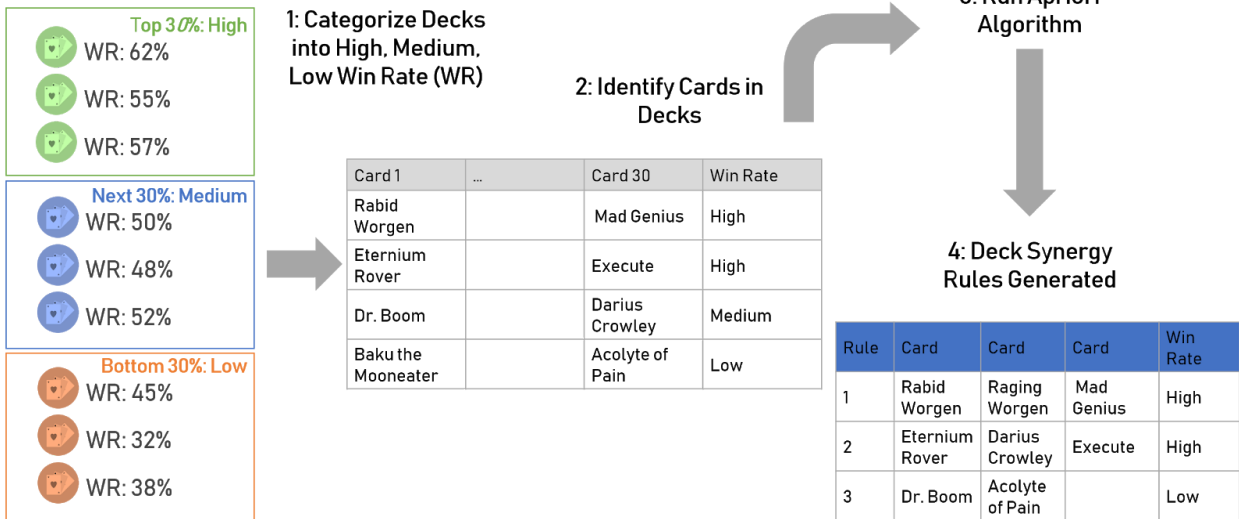 Top 30%: High
WR: 62%
WR: 55%
WR: 57%
Next 30%: Medium
WR: 50%
WR: 48%
WR: 52%
Bottom 30%: Low
WR: 45%
WR: 32%
WR: 38%
1: Categorize Decks
into High, Medium,
Low Win Rate (WR)
2: Identify Cards in
Decks
Card 1 ... Card 30 Win Rate
Rabid
Worgen Mad Genius High
Eternium
Rover Execute High
Dr. Boom Darius
Crowley Medium
Baku the
Mooneater Acolyte of
Pain Low
Algorithm
4: Deck Synergy
Rules Generated
Rule Card Card Card Win
Rate
1 Rabid
Worgen Raging
Worgen Mad
Genius High
2 Eternium
Rover Darius
Crowley Execute High
3 Dr. Boom Acolyte
of Pain Low